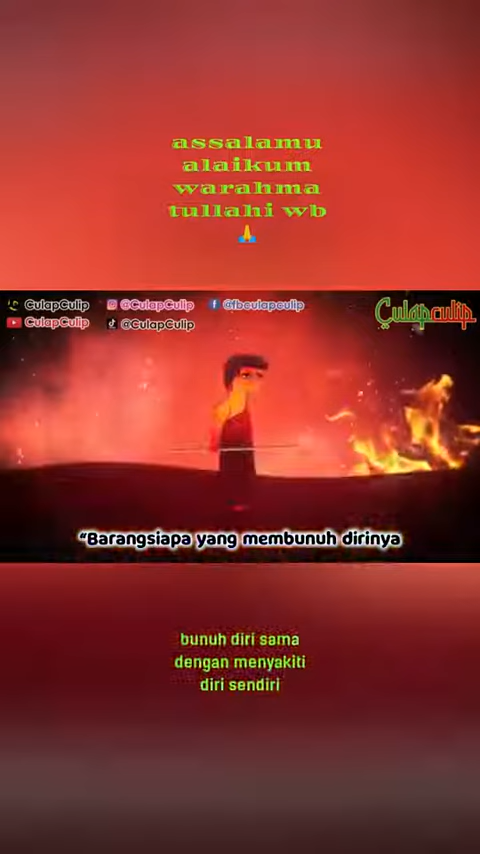 assalamu
alaikum
warahma
tullahi wb
🙏
CulapCulip @CulapCulip @fbculapculip
CulapCulip @CulapCulip
Culapculip
“Barangsiapa yang membunuh dirinya
bunuh diri sama
dengan menyakiti
diri sendiri